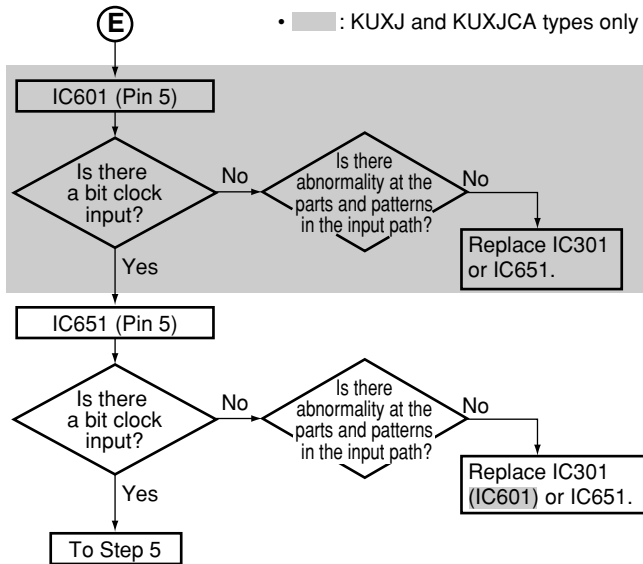 E
• : KUXJ and KUXJCA types only
IC601 (Pin 5)
Is there
a bit clock
input?
No
Is there
abnormality at the
parts and patterns
in the input path?
No
Replace IC301
or IC651.
Yes
IC651 (Pin 5)
Is there
a bit clock
input?
No
Is there
abnormality at the
parts and patterns
in the input path?
No
Replace IC301
(IC601) or IC651.
Yes
To Step 5